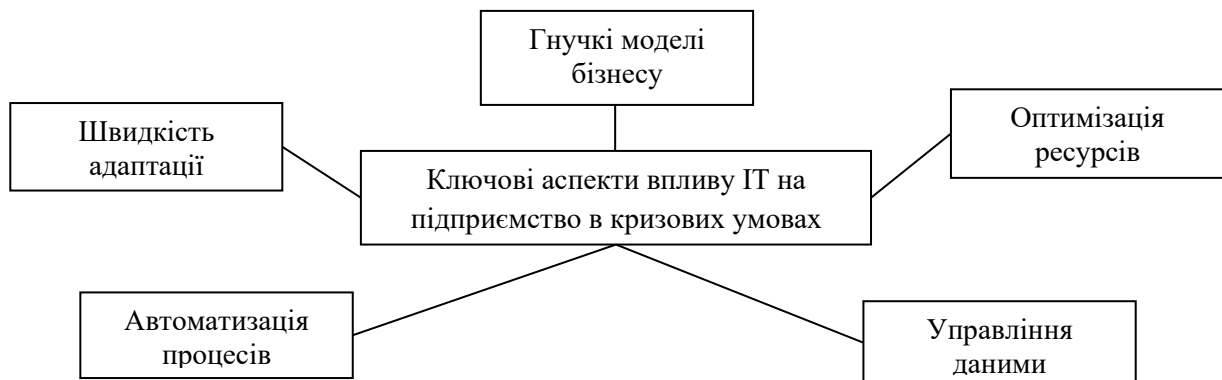 Гнучкі моделі
бізнесу
Швидкість
адаптації
Оптимізація
ресурсів
Ключові аспекти впливу ІТ на
підприємство в кризових умовах
Автоматизація
процесів
Управління
даними